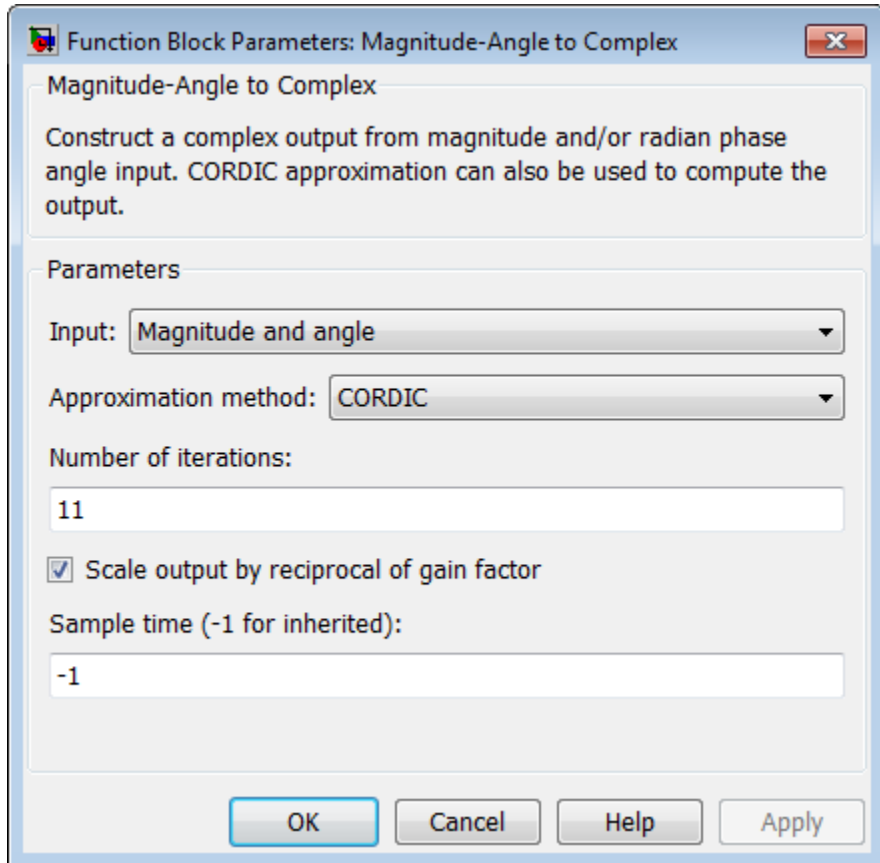 Function Block Parameters: Magnitude-Angle to Complex
Magnitude-Angle to Complex
Construct a complex output from magnitude and/or radian phase
angle input. CORDIC approximation can also be used to compute the
output.
Parameters
Input: Magnitude and angle
Approximation method: CORDIC
Number of iterations:
11
Scale output by reciprocal of gain factor
Sample time (-1 for inherited):
-1
OK Cancel Help Apply